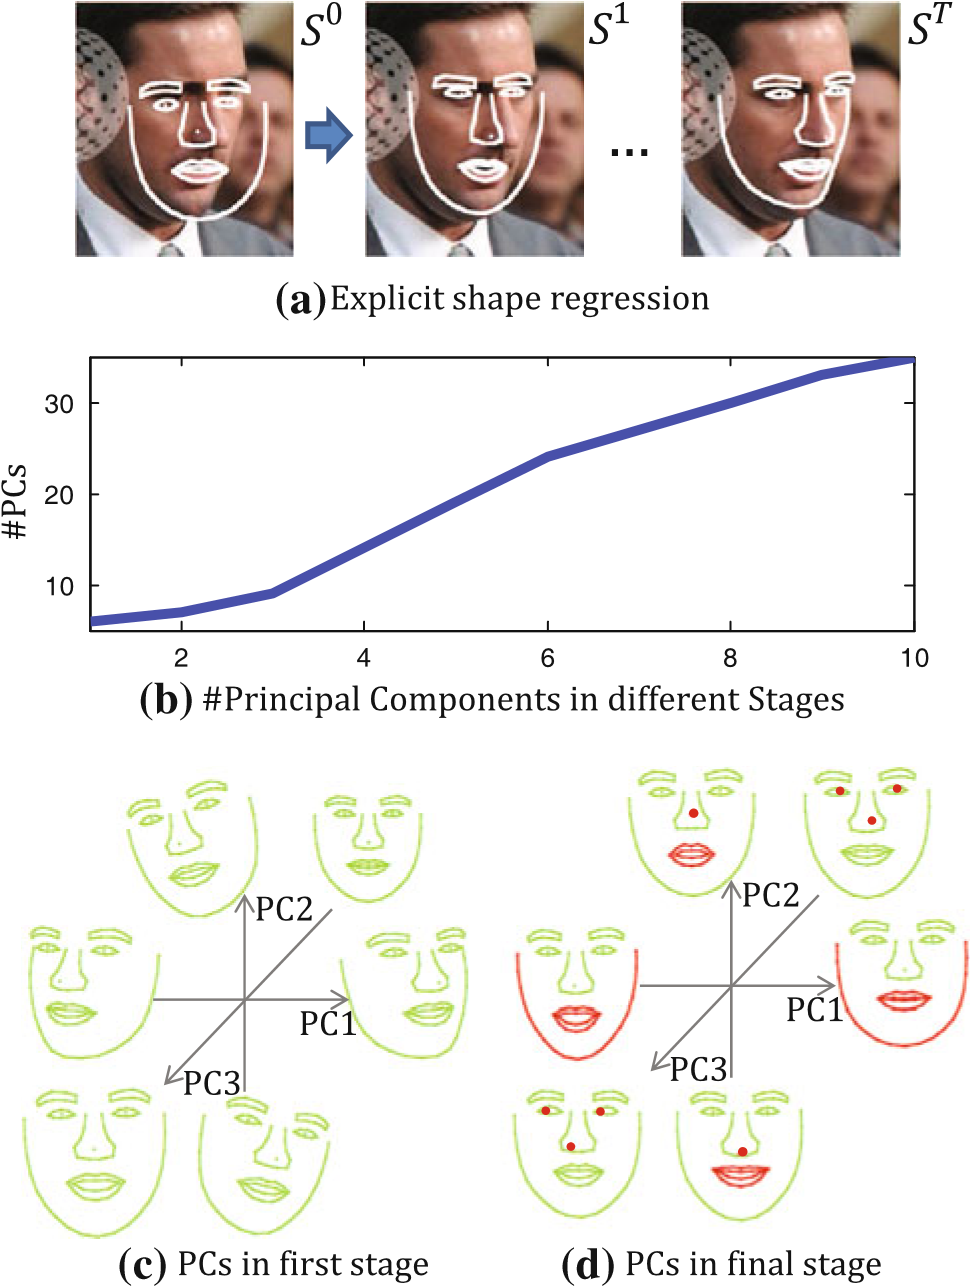 S⁰ S¹ Sᵀ
...
(a) Explicit shape regression
30
20
10
#PCs
2 4 6 8 10
(b) #Principal Components in different Stages
PC2
PC1
PC3
(c) PCs in first stage
PC2
PC1
PC3
(d) PCs in final stage